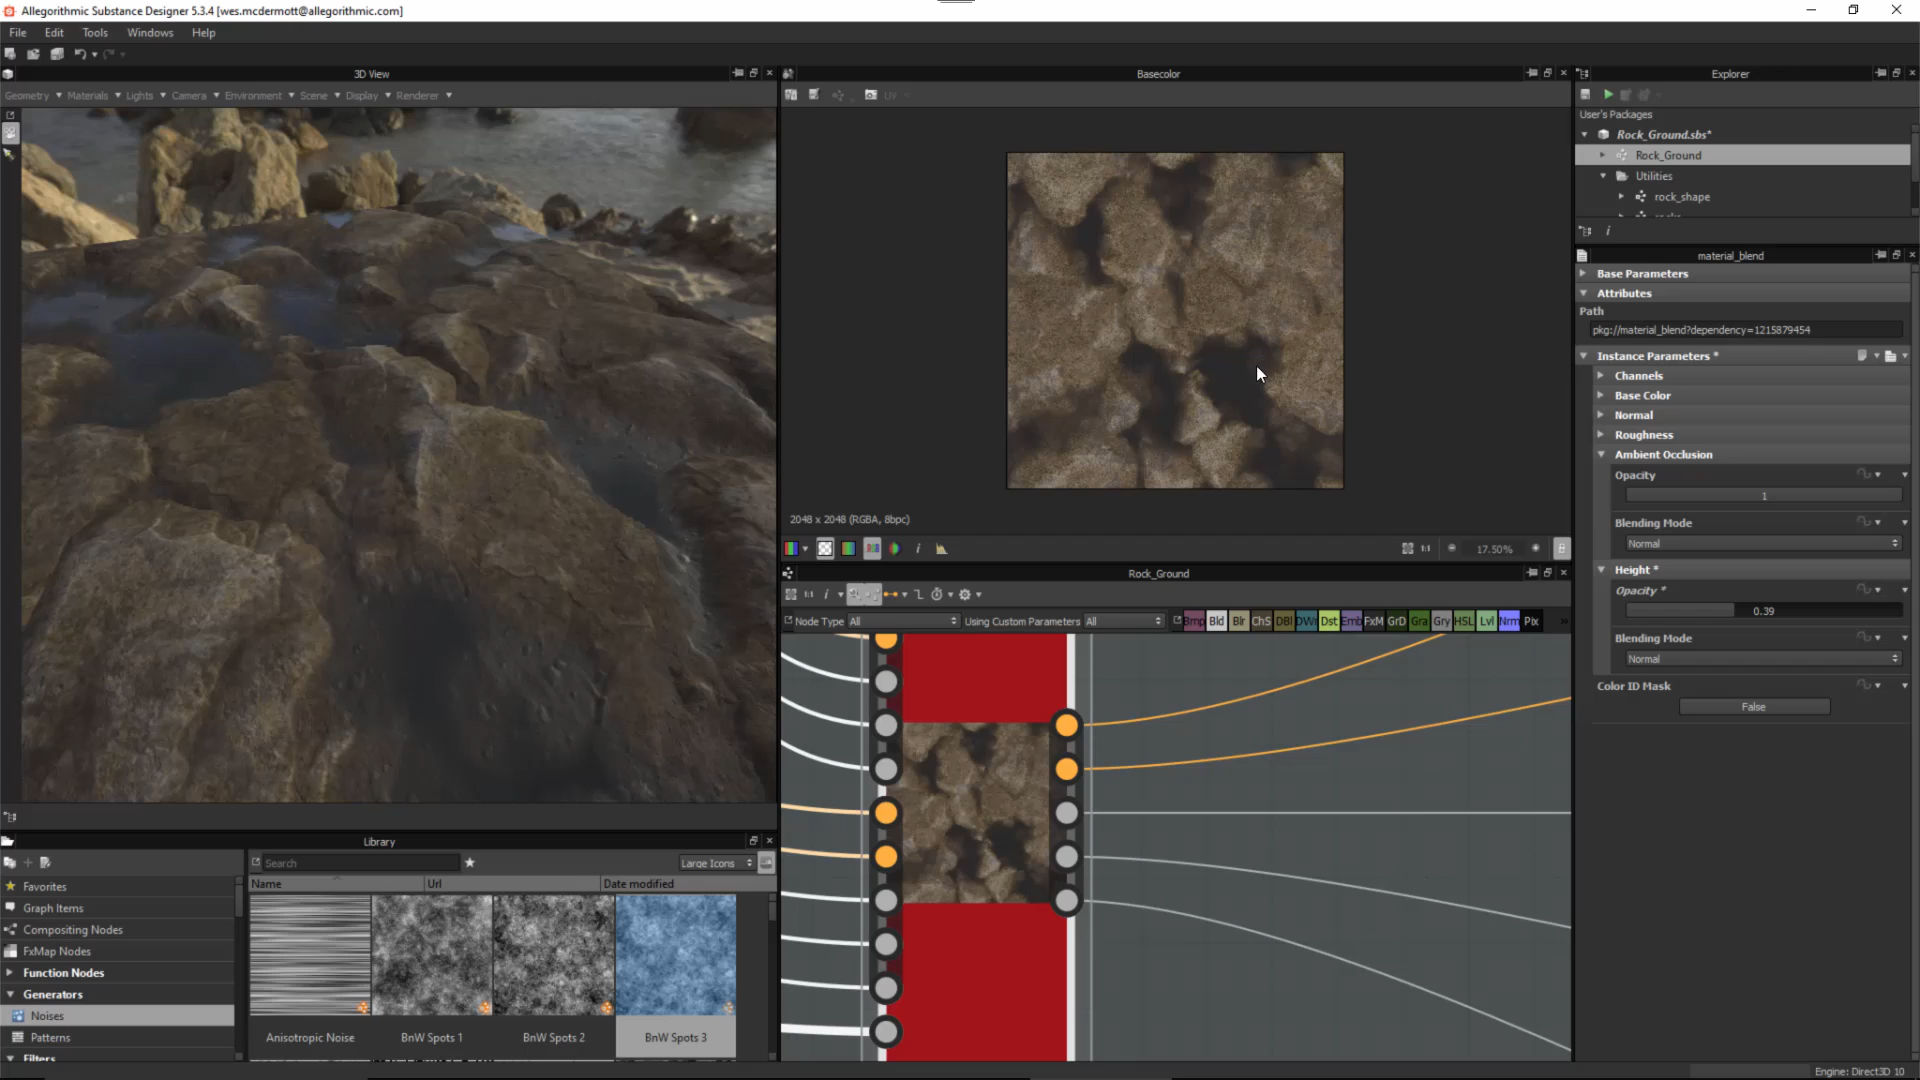 Allegorithmic Substance Designer 5.3.4 [wes.mcdermott@allegorithmic.com]
File Edit Tools Windows Help
3D View
Geometry Materials Lights Camera Environment Scene Display Renderer
Basecolor
UV
2048 x 2048 (RGBA, 8bpc)
1:1 17.50%
Rock_Ground
1:1
Node Type All Using Custom Parameters All
Bmp Bld Blr ChS DBl DWr Dst Emb FxM GrD Gra Gry HSL Lvl Nrm Pix
Explorer
User's Packages
Rock_Ground.sbs*
Rock_Ground
Utilities
rock_shape
material_blend
Base Parameters
Attributes
Path
pkg://material_blend?dependency=1215879454
Instance Parameters *
Channels
Base Color
Normal
Roughness
Ambient Occlusion
Opacity
1
Blending Mode
Normal
Height *
Opacity *
0.39
Blending Mode
Normal
Color ID Mask
False
Library
Search
Large Icons
Name Url Date modified
Favorites
Graph Items
Compositing Nodes
FxMap Nodes
Function Nodes
Generators
Noises
Patterns
Filters
Anisotropic Noise BnW Spots 1 BnW Spots 2 BnW Spots 3
Engine: Direct3D 10